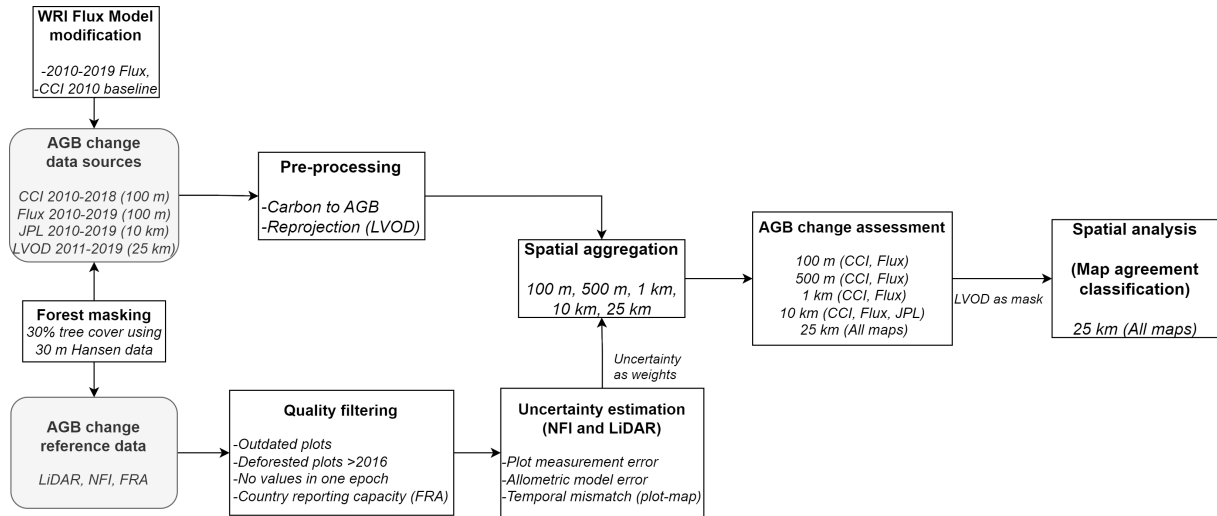 WRI Flux Model
modification
-2010-2019 Flux,
-CCI 2010 baseline
AGB change
data sources
CCI 2010-2018 (100 m)
Flux 2010-2019 (100 m)
JPL 2010-2019 (10 km)
LVOD 2011-2019 (25 km)
Forest masking
30% tree cover using
30 m Hansen data
AGB change
reference data
LiDAR, NFI, FRA
Pre-processing
-Carbon to AGB
-Reprojection (LVOD)
Quality filtering
-Outdated plots
-Deforested plots >2016
-No values in one epoch
-Country reporting capacity (FRA)
Uncertainty estimation
(NFI and LiDAR)
-Plot measurement error
-Allometric model error
-Temporal mismatch (plot-map)
Uncertainty
as weights
Spatial aggregation
100 m, 500 m, 1 km,
10 km, 25 km
AGB change assessment
100 m (CCI, Flux)
500 m (CCI, Flux)
1 km (CCI, Flux)
10 km (CCI, Flux, JPL)
25 km (All maps)
LVOD as mask
Spatial analysis
(Map agreement
classification)
25 km (All maps)